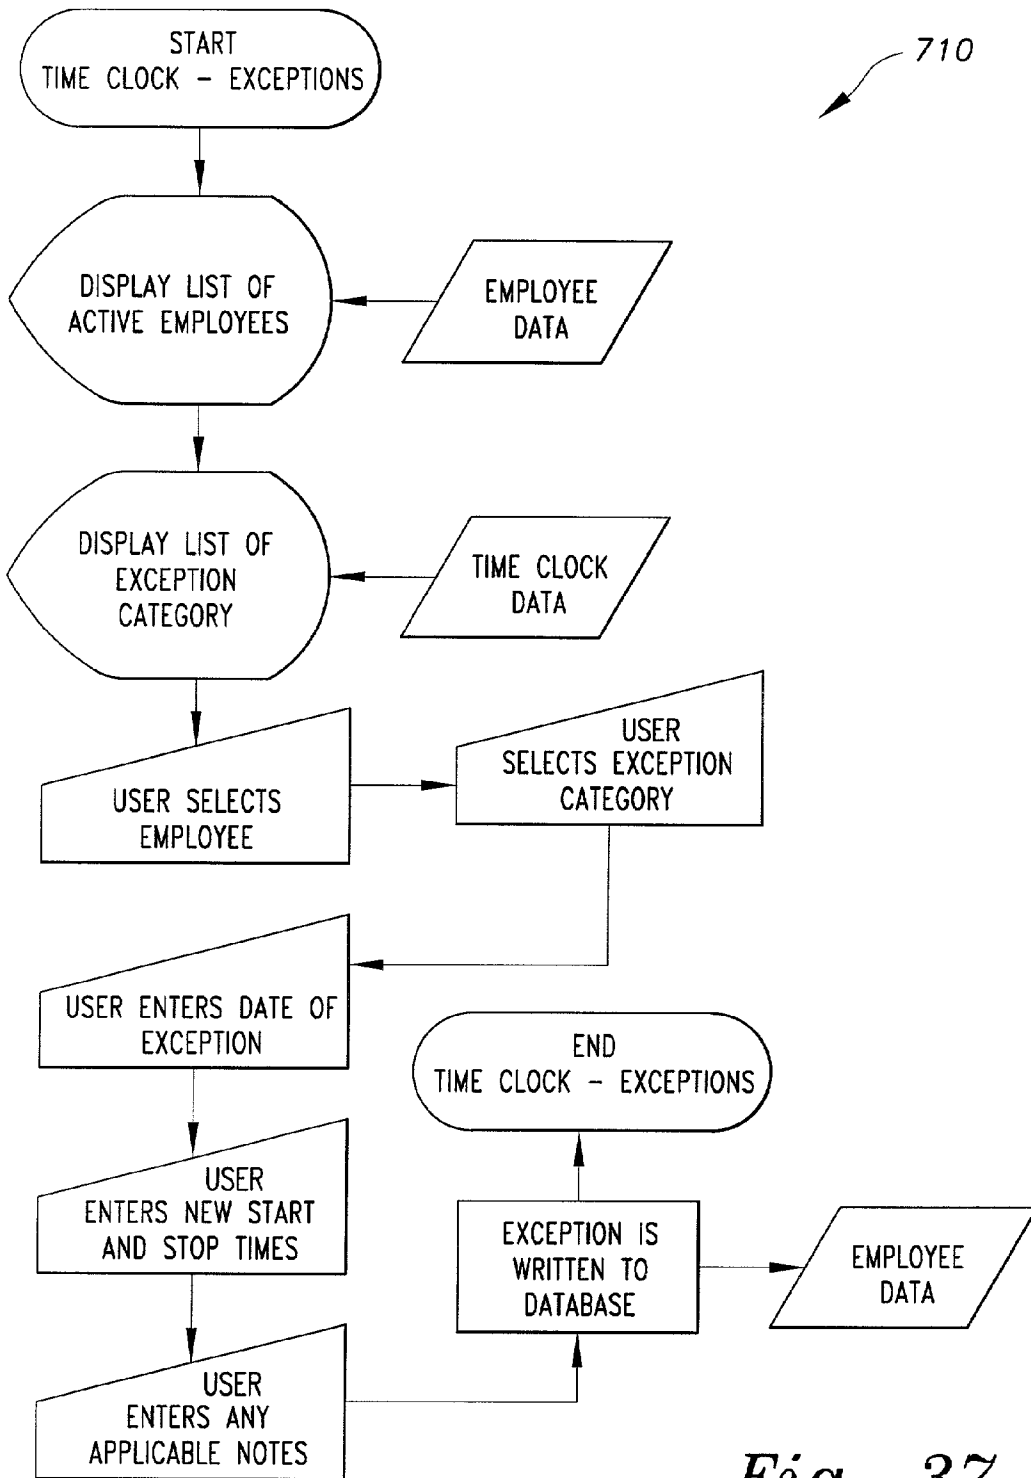 START
TIME CLOCK – EXCEPTIONS
710
DISPLAY LIST OF
ACTIVE EMPLOYEES
EMPLOYEE
DATA
DISPLAY LIST OF
EXCEPTION
CATEGORY
TIME CLOCK
DATA
USER SELECTS
EMPLOYEE
USER
SELECTS EXCEPTION
CATEGORY
USER ENTERS DATE OF
EXCEPTION
END
TIME CLOCK – EXCEPTIONS
USER
ENTERS NEW START
AND STOP TIMES
EXCEPTION IS
WRITTEN TO
DATABASE
EMPLOYEE
DATA
USER
ENTERS ANY
APPLICABLE NOTES
Fig. 37